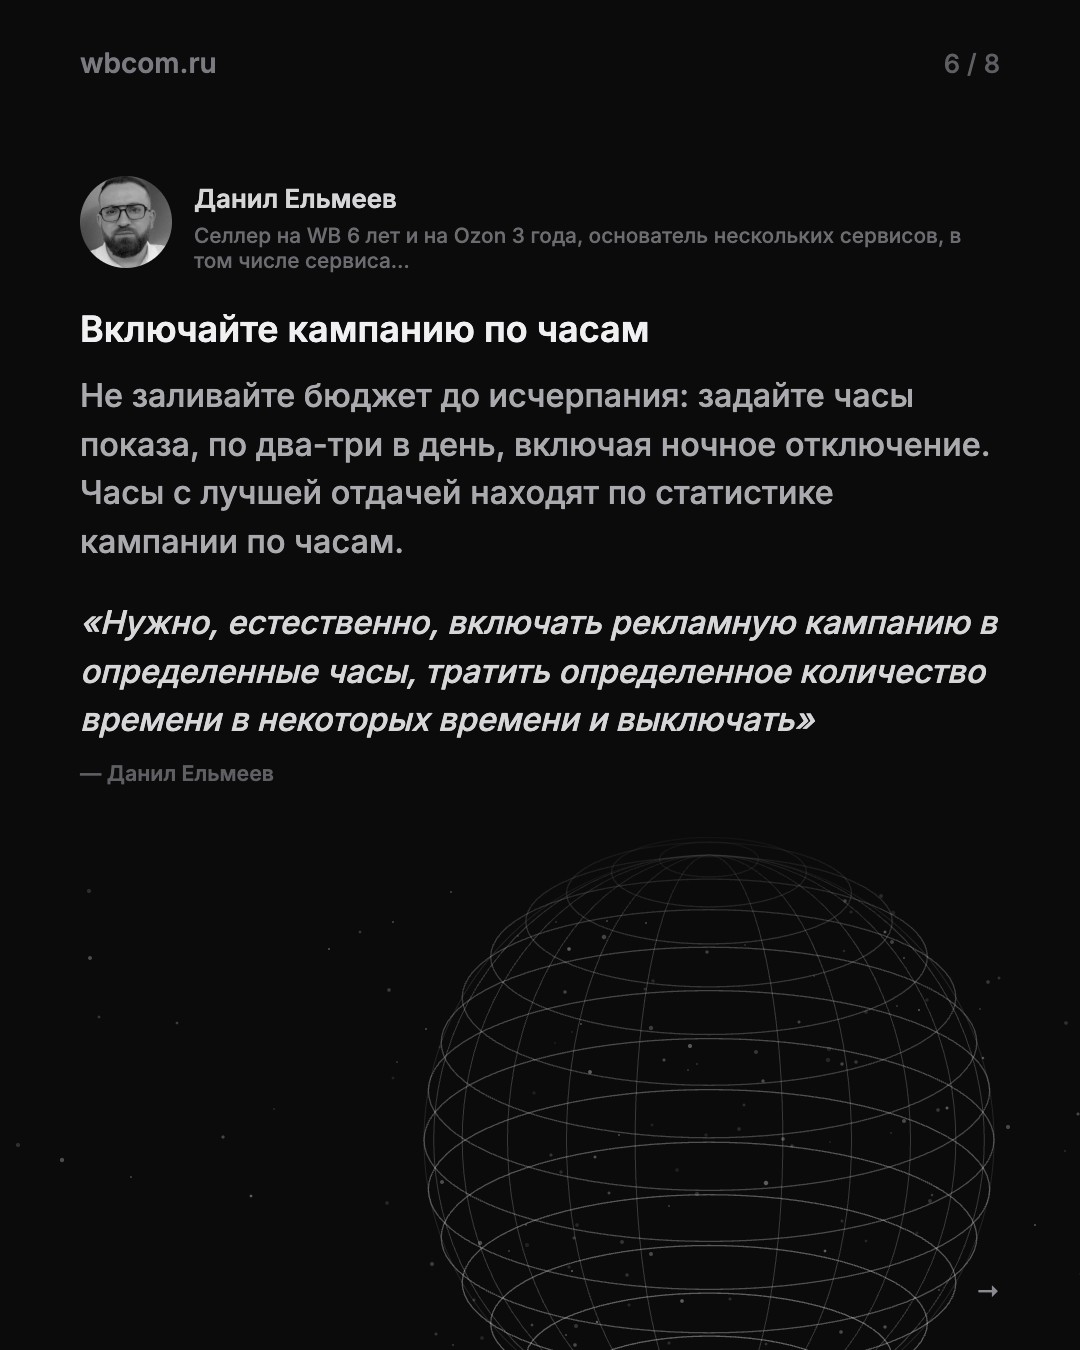 wbcom.ru
6 / 8
Данил Ельмеев
Селлер на WB 6 лет и на Ozon 3 года, основатель нескольких сервисов, в
том числе сервиса...
Включайте кампанию по часам
Не заливайте бюджет до исчерпания: задайте часы
показа, по два-три в день, включая ночное отключение.
Часы с лучшей отдачей находят по статистике
кампании по часам.
«Нужно, естественно, включать рекламную кампанию в
определенные часы, тратить определенное количество
времени в некоторых времени и выключать»
— Данил Ельмеев
→